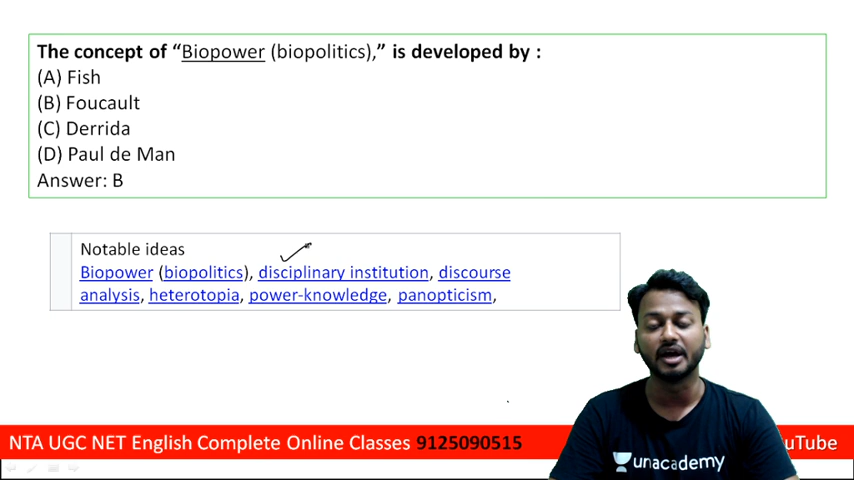 The concept of “Biopower (biopolitics),” is developed by :
(A) Fish
(B) Foucault
(C) Derrida
(D) Paul de Man
Answer: B
Notable ideas
Biopower (biopolitics), disciplinary institution, discourse
analysis, heterotopia, power-knowledge, panopticism,
NTA UGC NET English Complete Online Classes 9125090515
uTube
unacademy